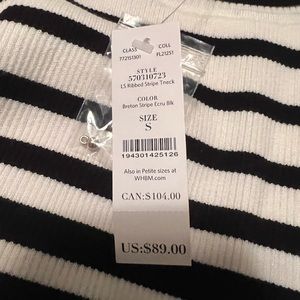 CLASS COLL
772151301 FL21251
STYLE
570310723
LS Ribbed Stripe Tneck
COLOR
Breton Stripe Ecru Blk
SIZE
S
194301425126
Also in Petite sizes at
WHBM.com
CAN:$104.00
US:$89.00